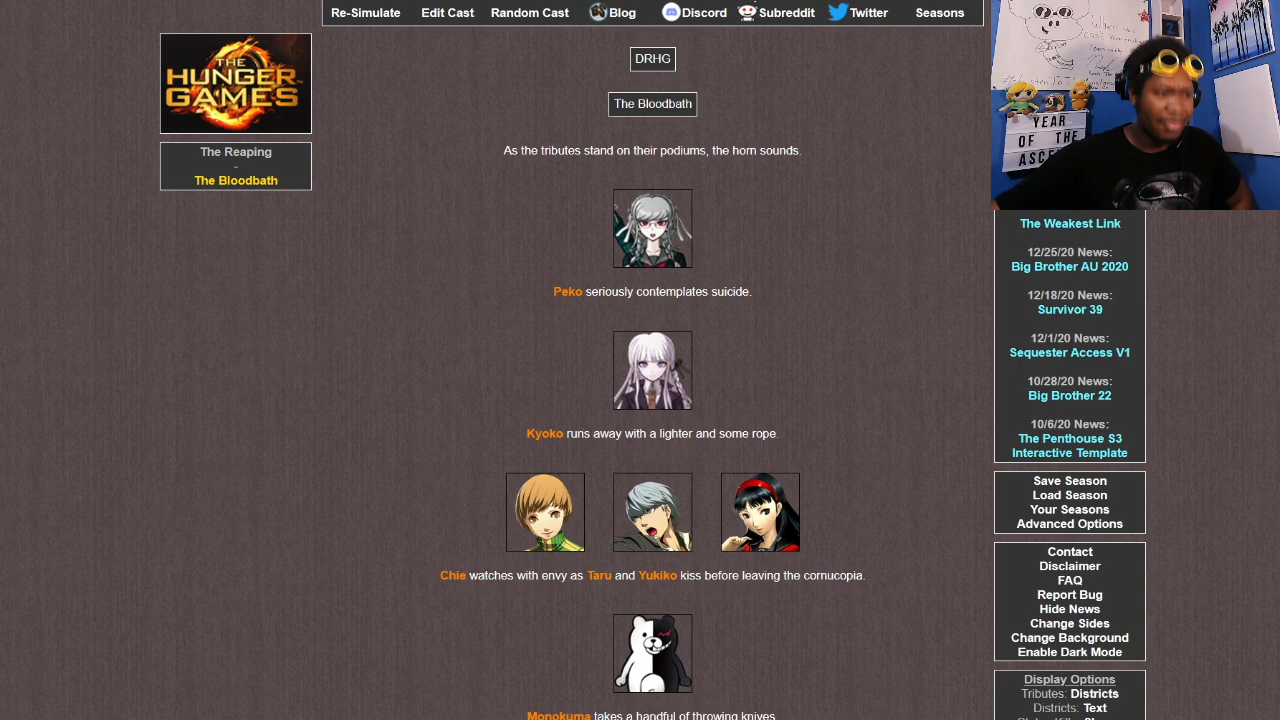 Re-Simulate Edit Cast Random Cast Blog Discord Subreddit Twitter Seasons
THE
HUNGER
GAMES
The Reaping
-
The Bloodbath
DRHG
The Bloodbath
As the tributes stand on their podiums, the horn sounds.
Peko seriously contemplates suicide.
Kyoko runs away with a lighter and some rope.
Chie watches with envy as Taru and Yukiko kiss before leaving the cornucopia.
Monokuma takes a handful of throwing knives
YEAR
OF THE
The Weakest Link
12/25/20 News:
Big Brother AU 2020
12/18/20 News:
Survivor 39
12/1/20 News:
Sequester Access V1
10/28/20 News:
Big Brother 22
10/6/20 News:
The Penthouse S3
Interactive Template
Save Season
Load Season
Your Seasons
Advanced Options
Contact
Disclaimer
FAQ
Report Bug
Hide News
Change Sides
Change Background
Enable Dark Mode
Display Options
Tributes: Districts
Districts: Text